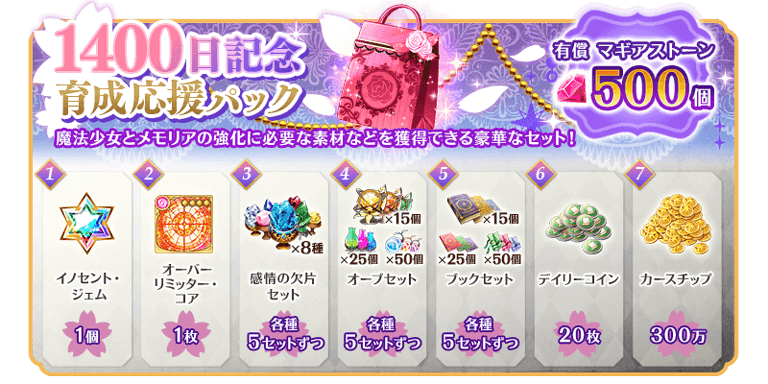 1400日記念
育成応援パック
有償 マギアストーン
500個
魔法少女とメモリアの強化に必要な素材などを獲得できる豪華なセット!
1
イノセント・
ジェム
1個
2
オーバー
リミッター・
コア
1枚
3
×8種
感情の欠片
セット
各種
5セットずつ
4
×15個
×25個
×50個
オーブセット
各種
5セットずつ
5
×15個
×25個
×50個
ブックセット
各種
5セットずつ
6
デイリーコイン
20枚
7
カースチップ
300万